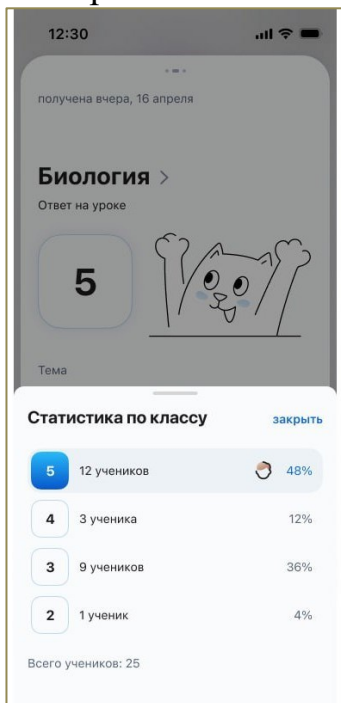 12:30
получена вчера, 16 апреля
Биология >
Ответ на уроке
5
Тема
Статистика по классу закрыть
5 12 учеников 48%
4 3 ученика 12%
3 9 учеников 36%
2 1 ученик 4%
Всего учеников: 25